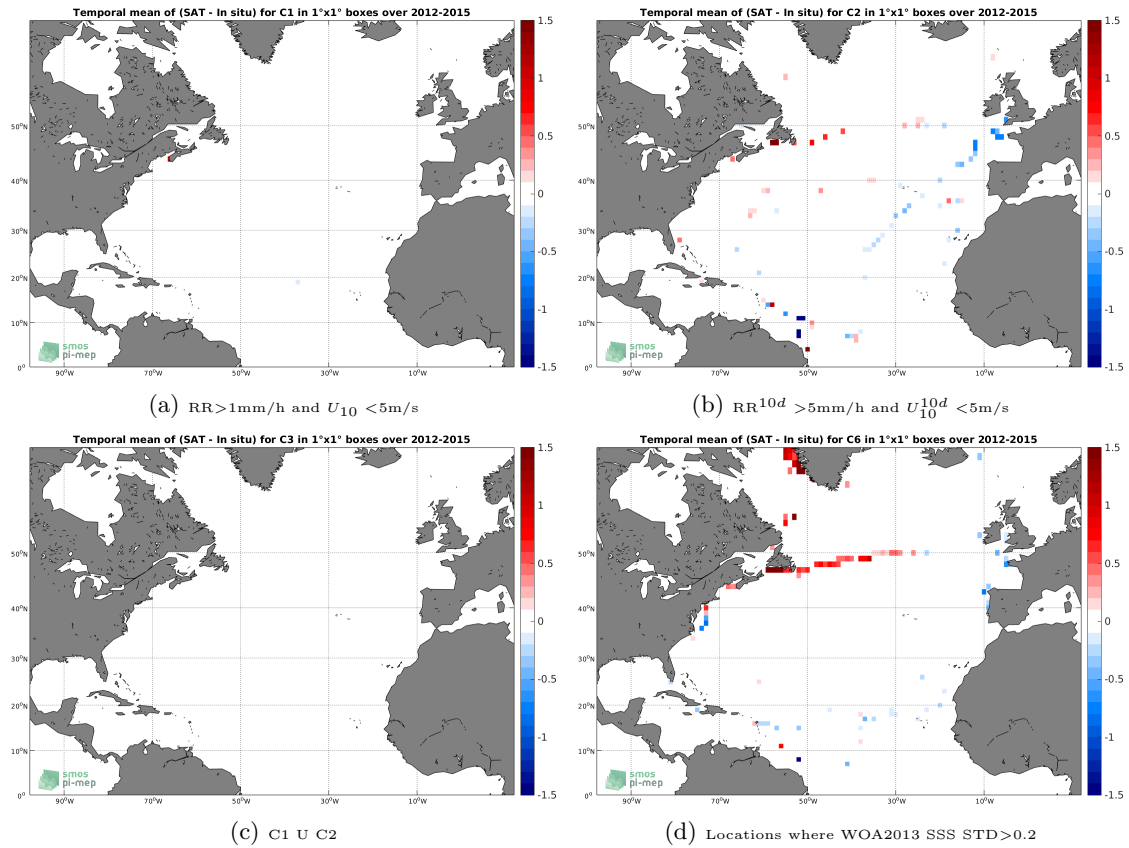 Temporal mean of (SAT - In situ) for C1 in 1°x1° boxes over 2012-2015
1.5
1
0.5
0
-0.5
-1
-1.5
50°N
40°N
30°N
20°N
10°N
0°
90°W
70°W
50°W
30°W
10°W
smos
pi-mep
(a) RR>1mm/h and U10 <5m/s
Temporal mean of (SAT - In situ) for C2 in 1°x1° boxes over 2012-2015
1.5
1
0.5
0
-0.5
-1
-1.5
50°N
40°N
30°N
20°N
10°N
0°
90°W
70°W
50°W
30°W
10°W
smos
pi-mep
(b) RR10d >5mm/h and U10 10d <5m/s
Temporal mean of (SAT - In situ) for C3 in 1°x1° boxes over 2012-2015
1.5
1
0.5
0
-0.5
-1
-1.5
50°N
40°N
30°N
20°N
10°N
0°
90°W
70°W
50°W
30°W
10°W
smos
pi-mep
(c) C1 U C2
Temporal mean of (SAT - In situ) for C6 in 1°x1° boxes over 2012-2015
1.5
1
0.5
0
-0.5
-1
-1.5
50°N
40°N
30°N
20°N
10°N
0°
90°W
70°W
50°W
30°W
10°W
smos
pi-mep
(d) Locations where WOA2013 SSS STD>0.2